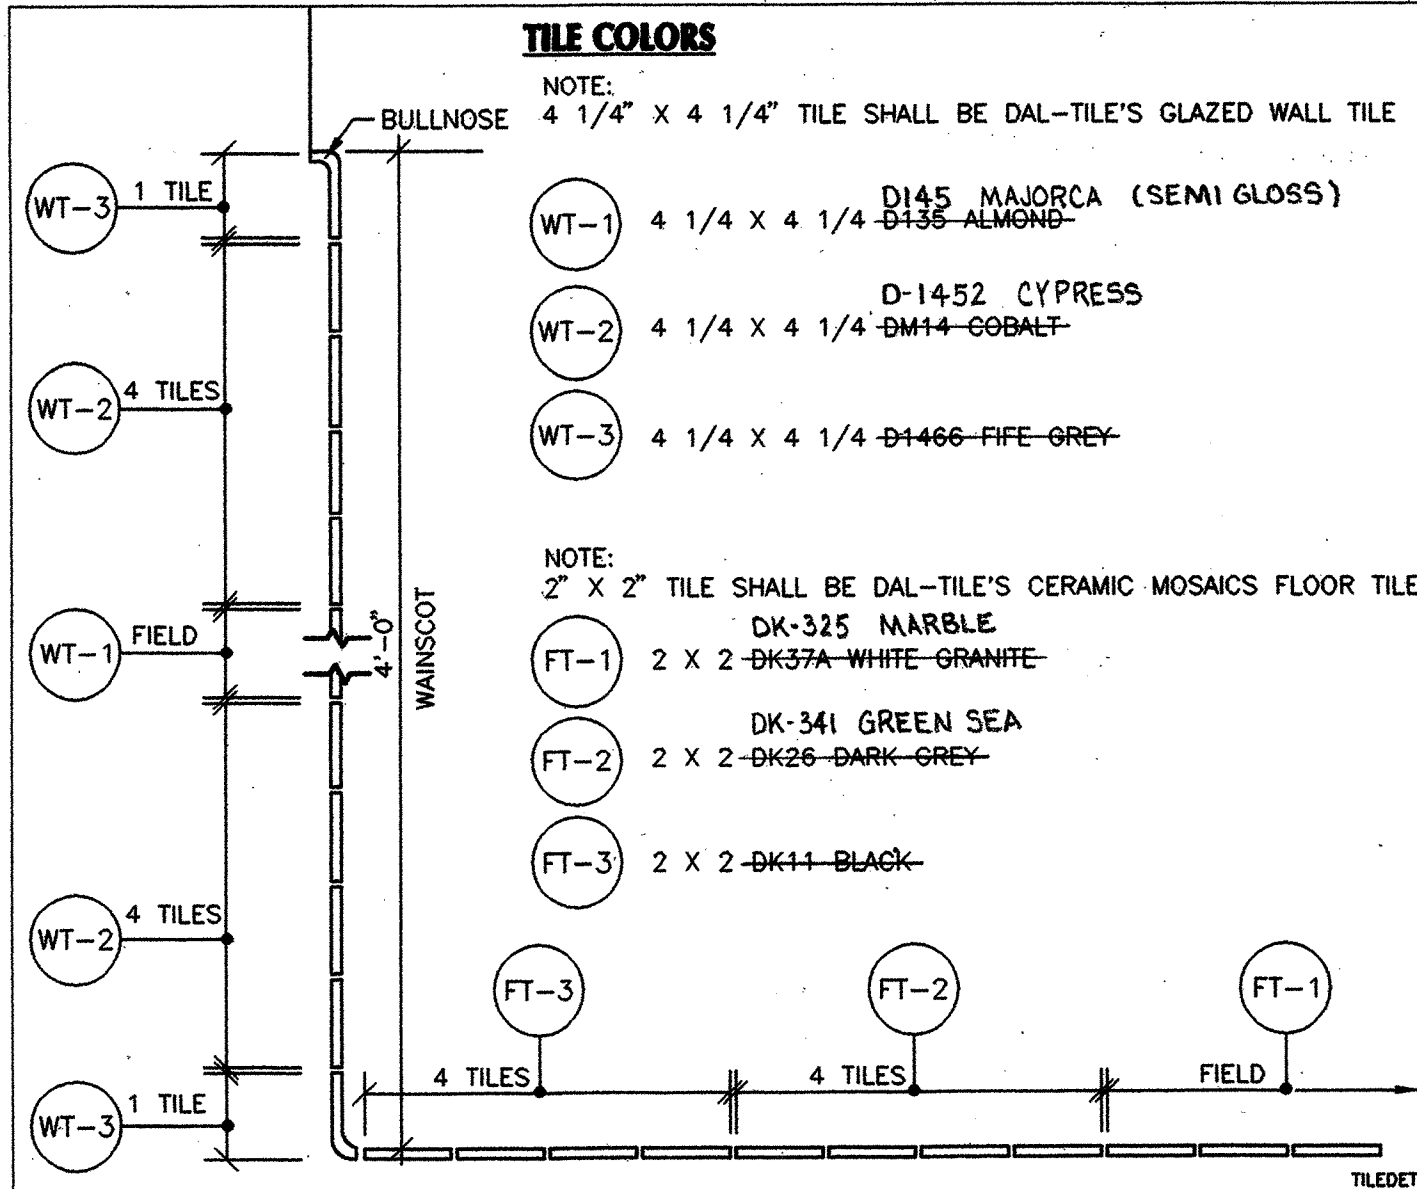 TILE COLORS
NOTE:
4 1/4" X 4 1/4" TILE SHALL BE DAL-TILE'S GLAZED WALL TILE
BULLNOSE
WT-3 1 TILE
WT-2 4 TILES
WT-1 FIELD
WT-2 4 TILES
WT-3 1 TILE
4'-0"
WAINSCOT
D145 MAJORCA (SEMI GLOSS)
WT-1 4 1/4 X 4 1/4 D135 ALMOND
D-1452 CYPRESS
WT-2 4 1/4 X 4 1/4 DM14 COBALT
WT-3 4 1/4 X 4 1/4 D1466 FIFE GREY
NOTE:
2" X 2" TILE SHALL BE DAL-TILE'S CERAMIC MOSAICS FLOOR TILE
DK-325 MARBLE
FT-1 2 X 2 DK37A WHITE GRANITE
DK-341 GREEN SEA
FT-2 2 X 2 DK26 DARK GREY
FT-3 2 X 2 DK11 BLACK
FT-3 FT-2 FT-1
4 TILES 4 TILES FIELD
TILEDET